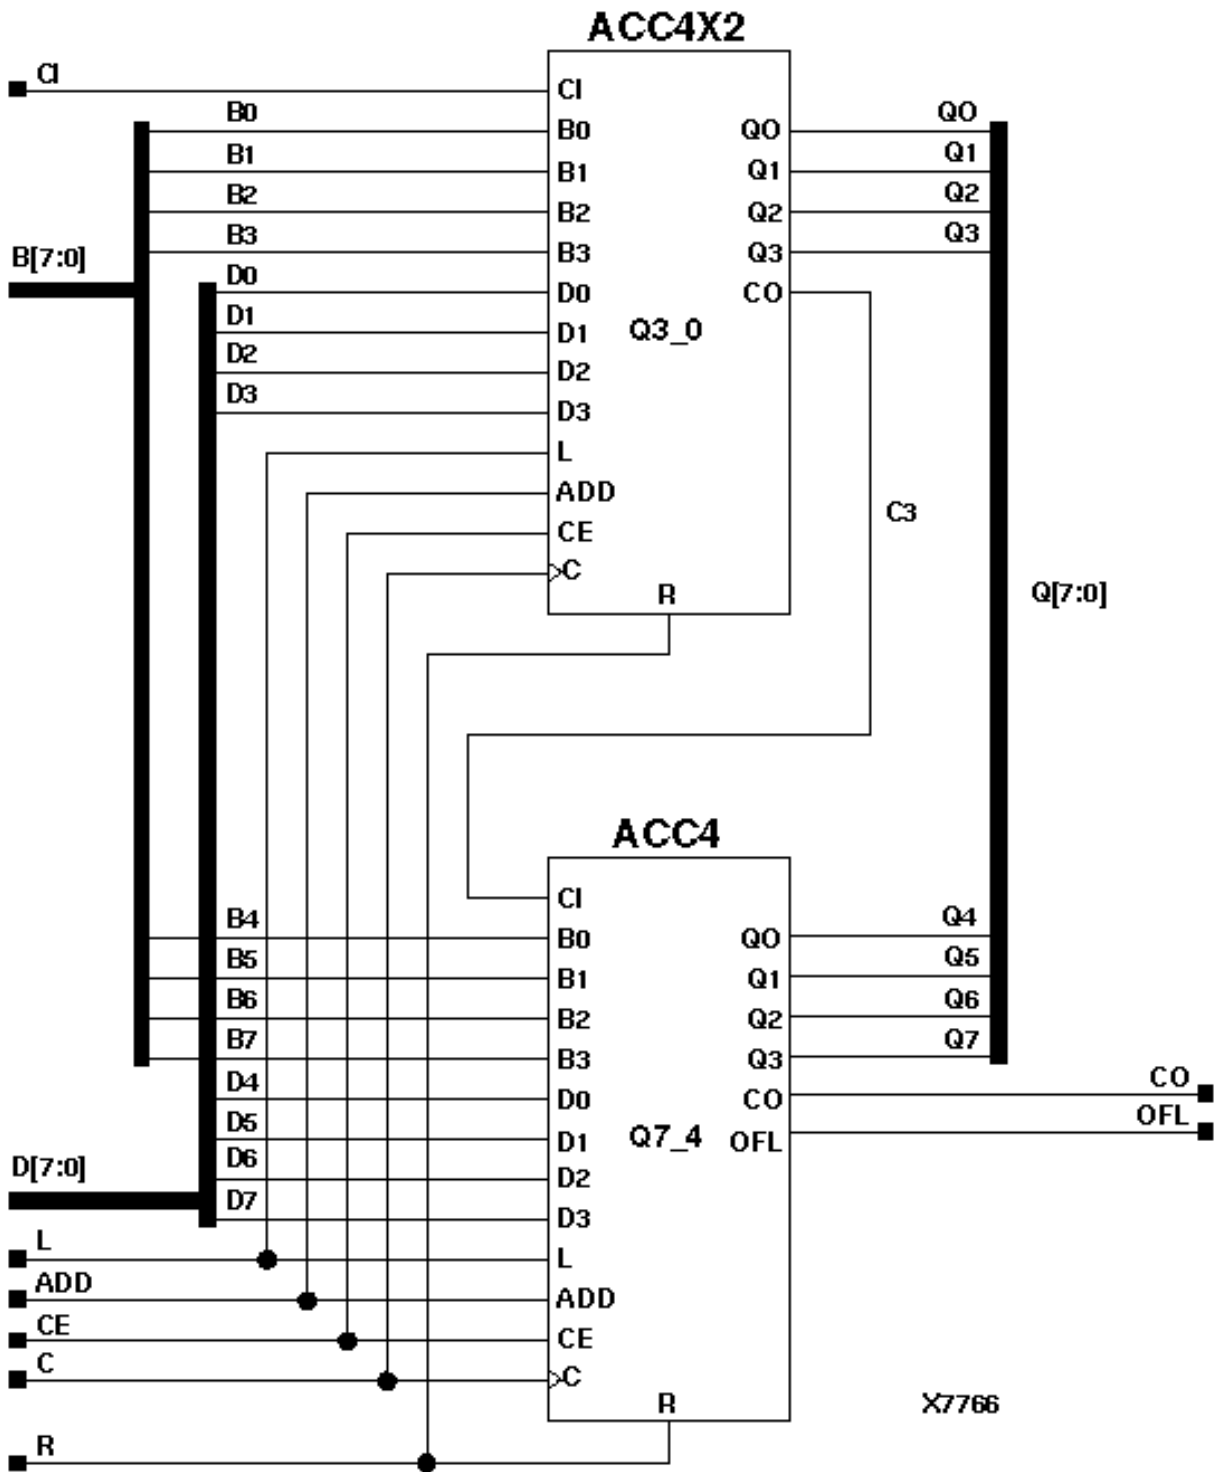 ACC4X2
CI
CI
B0
B0
QO
QO
B1
B1
Q1
Q1
B2
B2
Q2
Q2
B3
B3
Q3
Q3
B[7:0]
D0
D0
CO
D1
D1
Q3_0
D2
D2
D3
D3
L
ADD
C3
CE
C
R
Q[7:0]
ACC4
CI
B4
B0
QO
Q4
B5
B1
Q1
Q5
B6
B2
Q2
Q6
B7
B3
Q3
Q7
D4
D0
CO
CO
D5
D1
Q7_4
OFL
OFL
D6
D2
D[7:0]
D7
D3
L
L
ADD
ADD
CE
CE
C
C
R
X7766
R